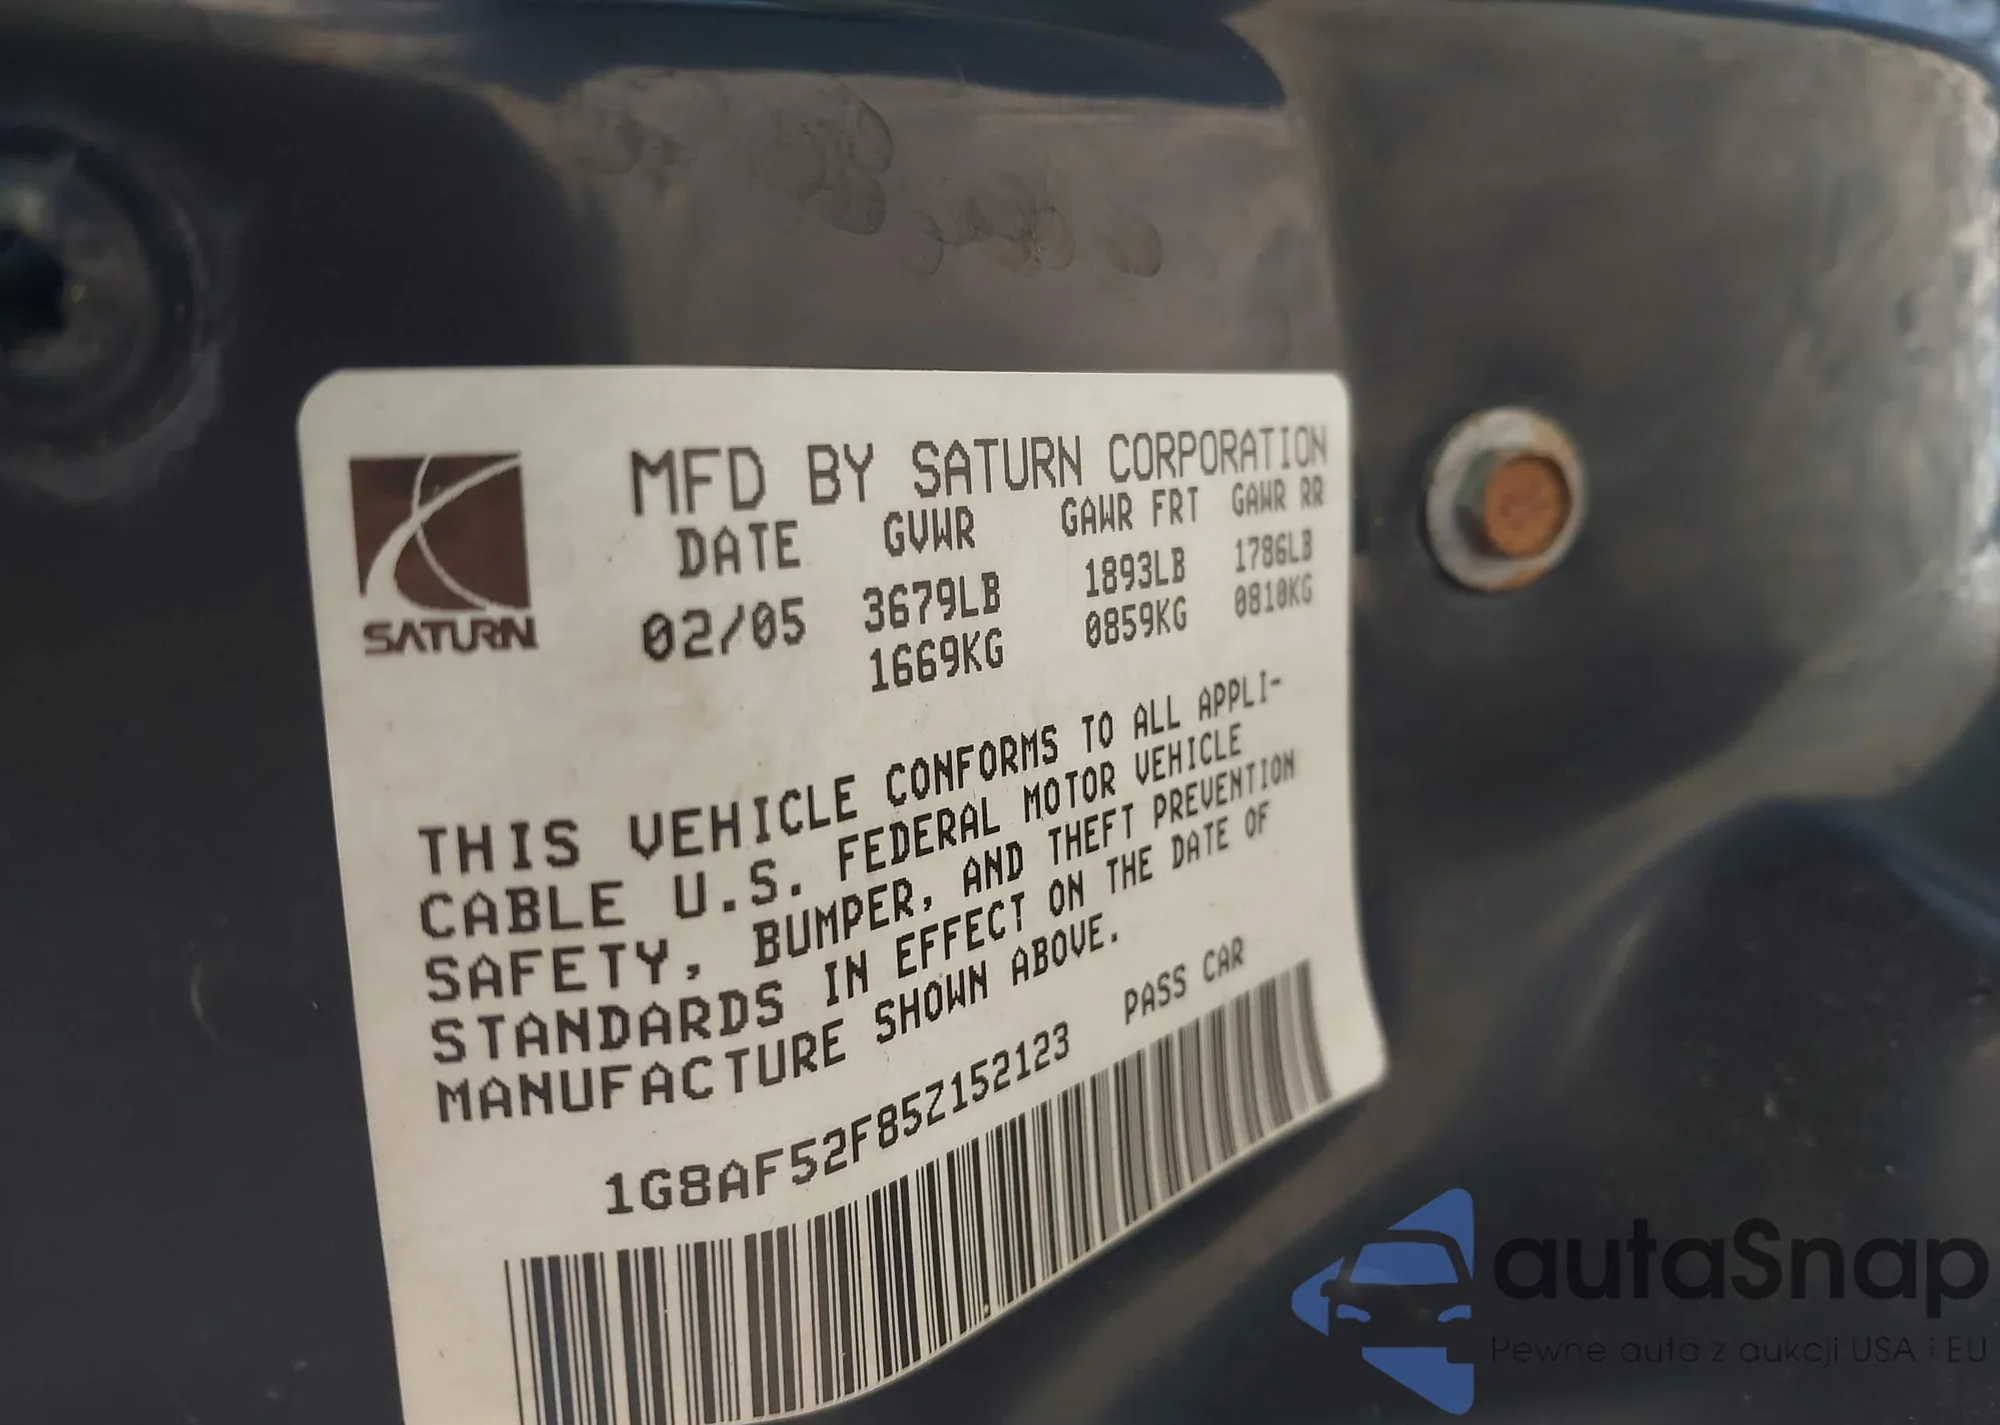 MFD BY SATURN CORPORATION
DATE GVWR GAWR FRT GAWR RR
02/05 3679LB 1893LB 1786LB
1669KG 0859KG 0810KG
SATURN
THIS VEHICLE CONFORMS TO ALL APPLI-
CABLE U.S. FEDERAL MOTOR VEHICLE
SAFETY, BUMPER, AND THEFT PREVENTION
STANDARDS IN EFFECT ON THE DATE OF
MANUFACTURE SHOWN ABOVE.
1G8AF52F85Z152123 PASS CAR
autaSnap
Pewne auta z aukcji USA i EU